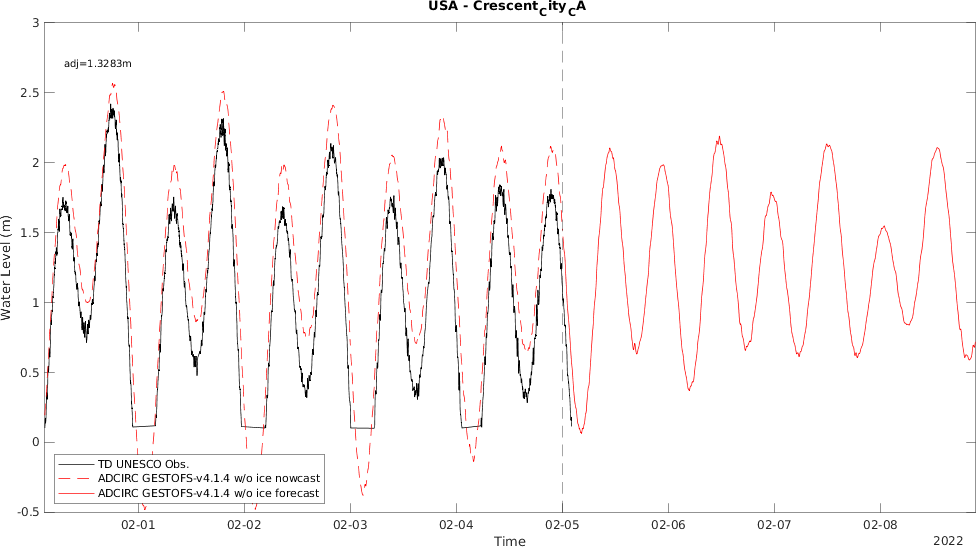 USA - Crescent_City_CA
3
adj=1.3283m
2.5
2
1.5
1
0.5
0
-0.5
Water Level (m)
TD UNESCO Obs.
ADCIRC GESTOFS-v4.1.4 w/o ice nowcast
ADCIRC GESTOFS-v4.1.4 w/o ice forecast
02-01 02-02 02-03 02-04 02-05 02-06 02-07 02-08
Time
2022